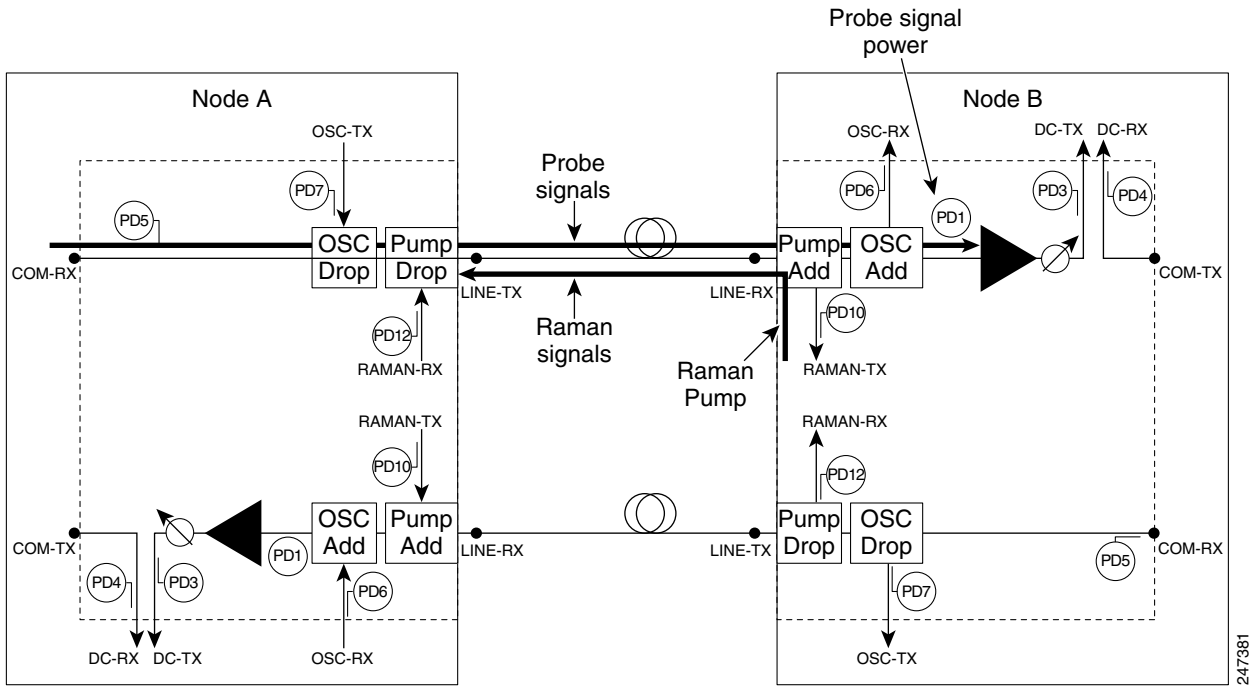 Probe signal
power
Node A
Node B
OSC-TX
OSC-RX
DC-TX
DC-RX
Probe
signals
PD7
PD6
PD3
PD4
PD5
PD1
OSC
Drop
Pump
Drop
Pump
Add
OSC
Add
COM-RX
LINE-TX
LINE-RX
COM-TX
PD12
PD10
Raman
signals
RAMAN-RX
Raman
Pump
RAMAN-TX
RAMAN-TX
RAMAN-RX
PD10
PD12
OSC
Add
Pump
Add
Pump
Drop
OSC
Drop
COM-TX
PD1
LINE-RX
LINE-TX
PD5
COM-RX
PD4
PD3
PD6
PD7
DC-RX
DC-TX
OSC-RX
OSC-TX
247381